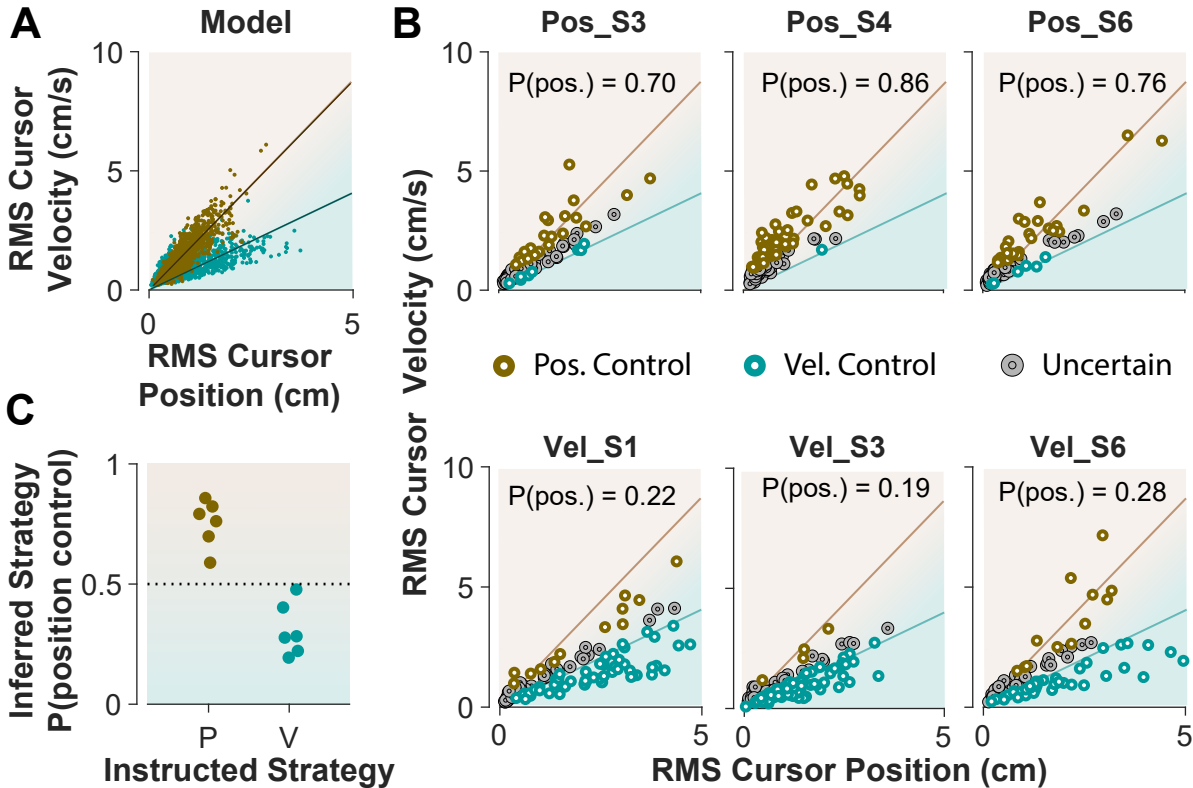 A
Model
RMS Cursor
Velocity (cm/s)
10
5
0
0
5
RMS Cursor
Position (cm)
B
Pos_S3
Pos_S4
Pos_S6
RMS Cursor Velocity (cm/s)
10
5
0
P(pos.) = 0.70
P(pos.) = 0.86
P(pos.) = 0.76
Pos. Control
Vel. Control
Uncertain
Vel_S1
Vel_S3
Vel_S6
10
5
0
P(pos.) = 0.22
P(pos.) = 0.19
P(pos.) = 0.28
0
5
0
5
0
5
RMS Cursor Position (cm)
C
Inferred Strategy
P(position control)
1
0.5
0
P
V
Instructed Strategy